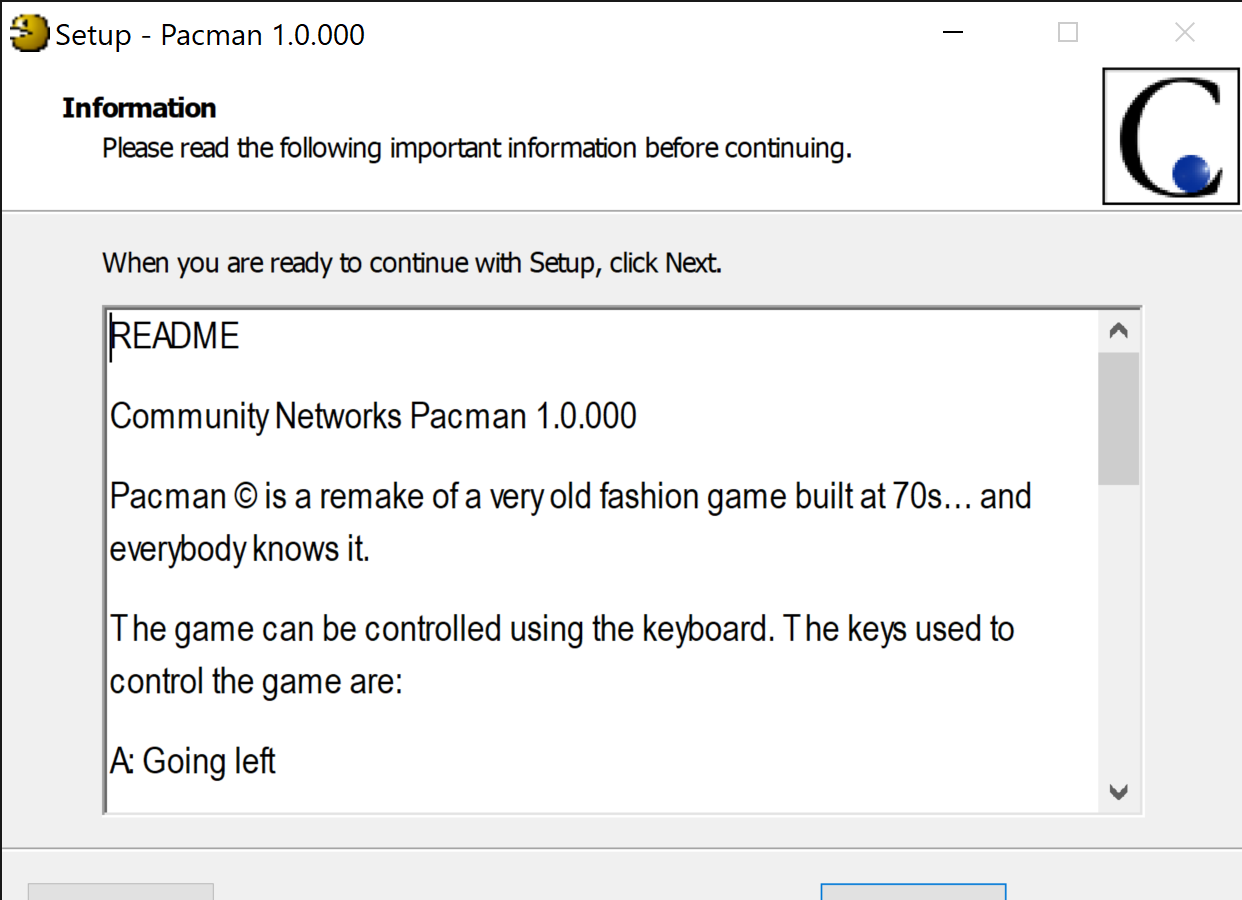 Setup - Pacman 1.0.000
Information
Please read the following important information before continuing.
When you are ready to continue with Setup, click Next.
README
Community Networks Pacman 1.0.000
Pacman © is a remake of a very old fashion game built at 70s... and
everybody knows it.
The game can be controlled using the keyboard. The keys used to
control the game are:
A: Going left